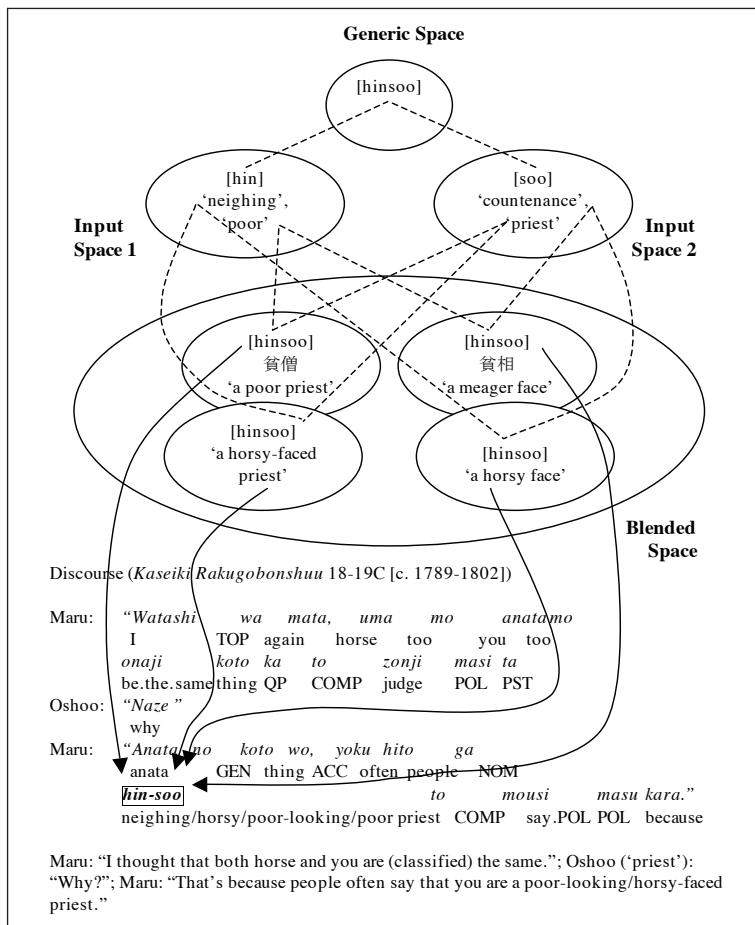 Generic Space
[hinsoo]
[hin]
‘neighing’,
‘poor’
[soo]
‘countenance’,
‘priest’
Input
Space 1
Input
Space 2
[hinsoo]
貧僧
‘a poor priest’
[hinsoo]
貧相
‘a meager face’
[hinsoo]
‘a horsy-faced
priest’
[hinsoo]
‘a horsy face’
Blended
Space
Discourse (Kaseiki Rakugobonshuu 18-19C [c. 1789-1802])
Maru: “Watashi wa mata, uma mo anatamo
I TOP again horse too you too
onaji koto ka to zonji masi ta
be.the.same thing QP COMP judge POL PST
Oshoo: “Naze ”
why
Maru: “Anata no koto wo, yoku hito ga
anata GEN thing ACC often people NOM
hin-soo to mousi masu kara.”
neighing/horsy/poor-looking/poor priest COMP say.POL POL because
Maru: “I thought that both horse and you are (classified) the same.”; Oshoo (‘priest’):
“Why?”; Maru: “That’s because people often say that you are a poor-looking/horsy-faced
priest.”